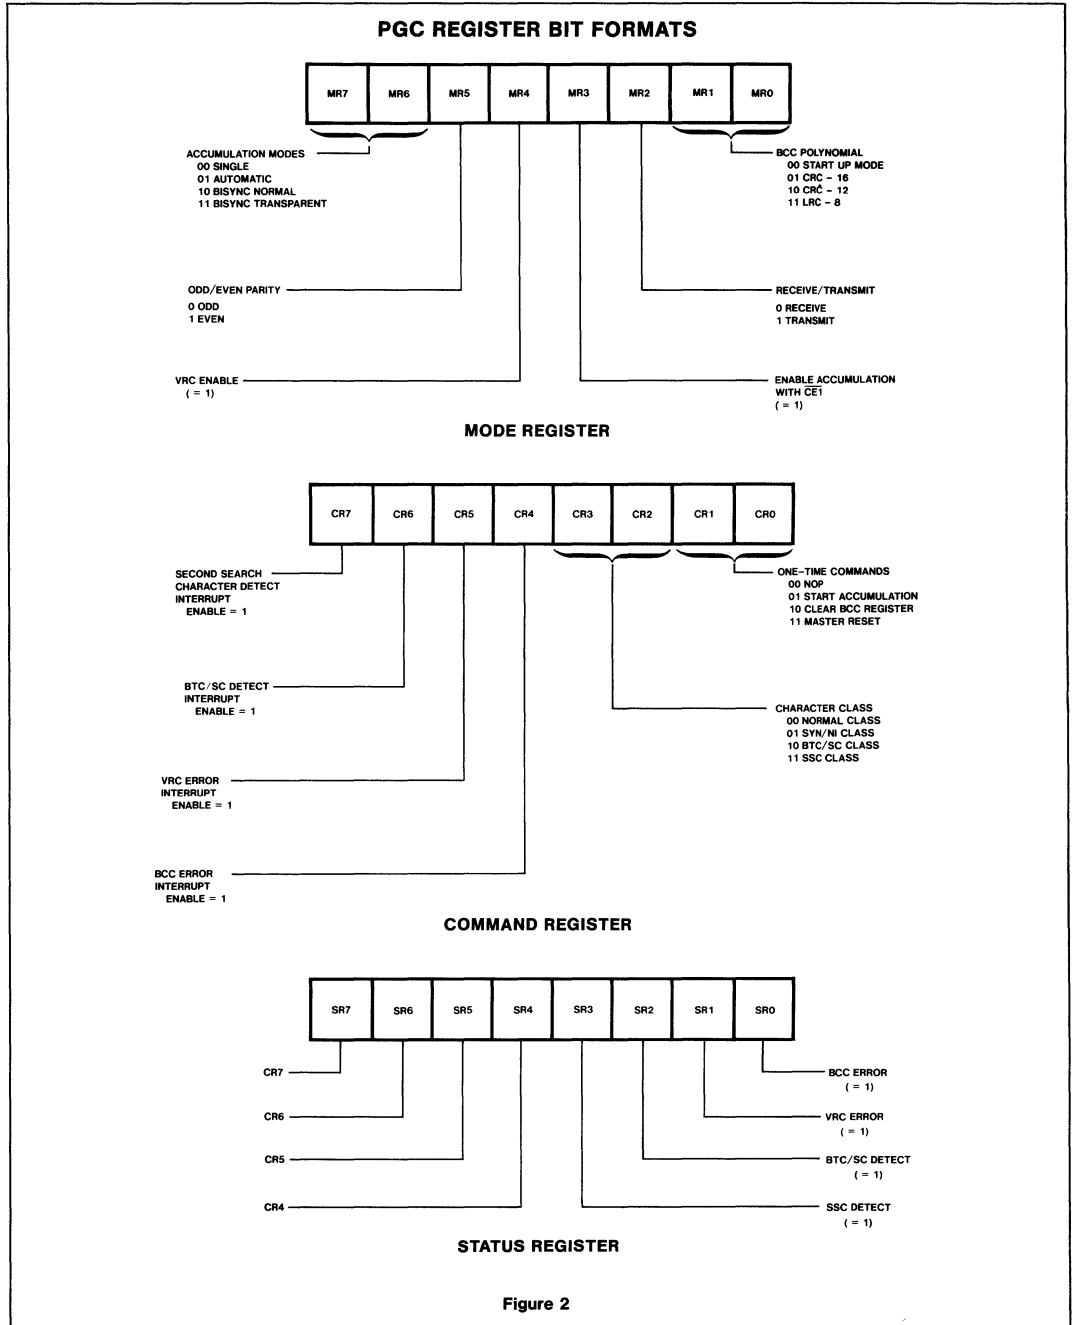 PGC REGISTER BIT FORMATS
MR7 MR6 MR5 MR4 MR3 MR2 MR1 MR0
ACCUMULATION MODES
00 SINGLE
01 AUTOMATIC
10 BISYNC NORMAL
11 BISYNC TRANSPARENT
BCC POLYNOMIAL
00 START UP MODE
01 CRC - 16
10 CRC - 12
11 LRC - 8
ODD/EVEN PARITY
0 ODD
1 EVEN
RECEIVE/TRANSMIT
0 RECEIVE
1 TRANSMIT
VRC ENABLE
( = 1)
ENABLE ACCUMULATION
WITH C̅E̅1̅
( = 1)
MODE REGISTER
CR7 CR6 CR5 CR4 CR3 CR2 CR1 CR0
SECOND SEARCH
CHARACTER DETECT
INTERRUPT
ENABLE = 1
ONE-TIME COMMANDS
00 NOP
01 START ACCUMULATION
10 CLEAR BCC REGISTER
11 MASTER RESET
BTC/SC DETECT
INTERRUPT
ENABLE = 1
CHARACTER CLASS
00 NORMAL CLASS
01 SYN/NI CLASS
10 BTC/SC CLASS
11 SSC CLASS
VRC ERROR
INTERRUPT
ENABLE = 1
BCC ERROR
INTERRUPT
ENABLE = 1
COMMAND REGISTER
SR7 SR6 SR5 SR4 SR3 SR2 SR1 SR0
CR7
BCC ERROR
( = 1)
CR6
VRC ERROR
( = 1)
CR5
BTC/SC DETECT
( = 1)
CR4
SSC DETECT
( = 1)
STATUS REGISTER
Figure 2